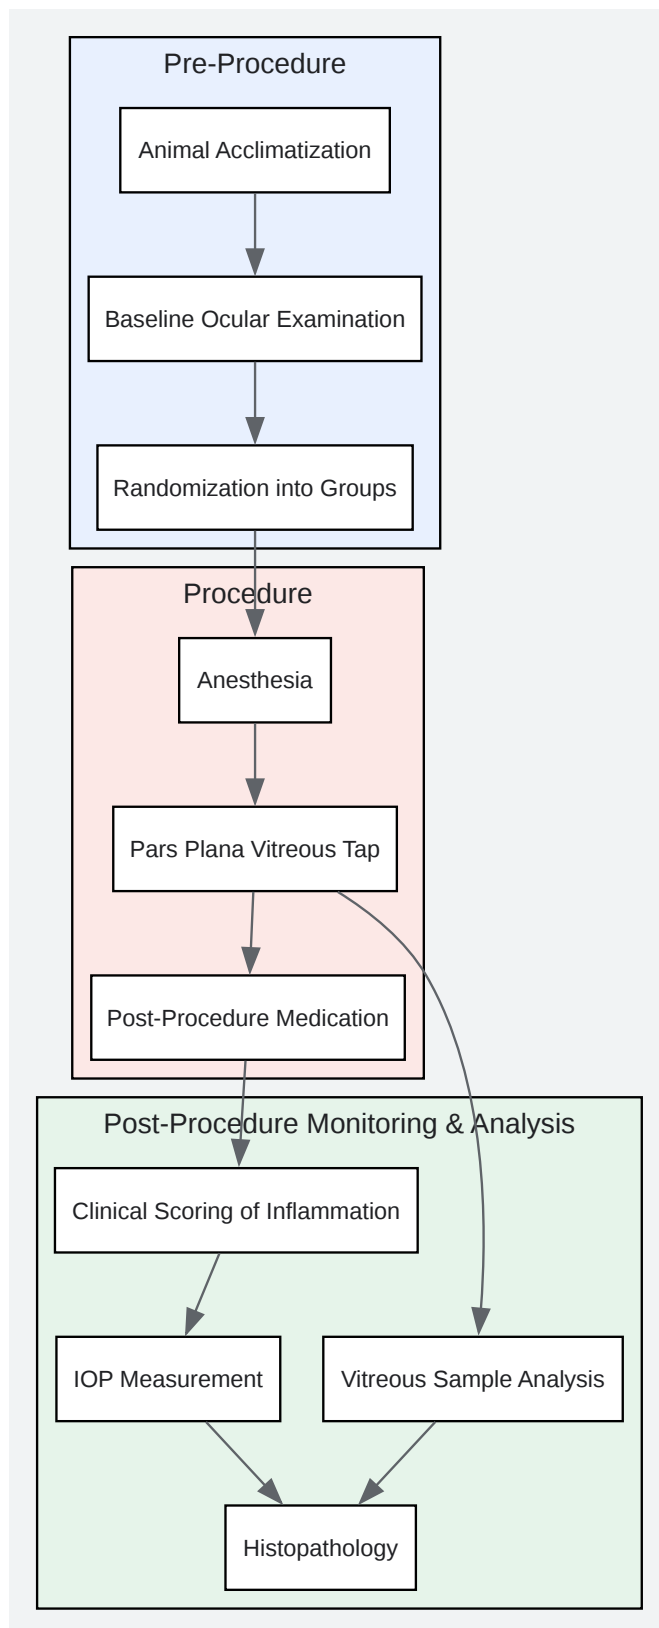 Pre-Procedure
Animal Acclimatization
Baseline Ocular Examination
Randomization into Groups
Procedure
Anesthesia
Pars Plana Vitreous Tap
Post-Procedure Medication
Post-Procedure Monitoring & Analysis
Clinical Scoring of Inflammation
IOP Measurement
Vitreous Sample Analysis
Histopathology